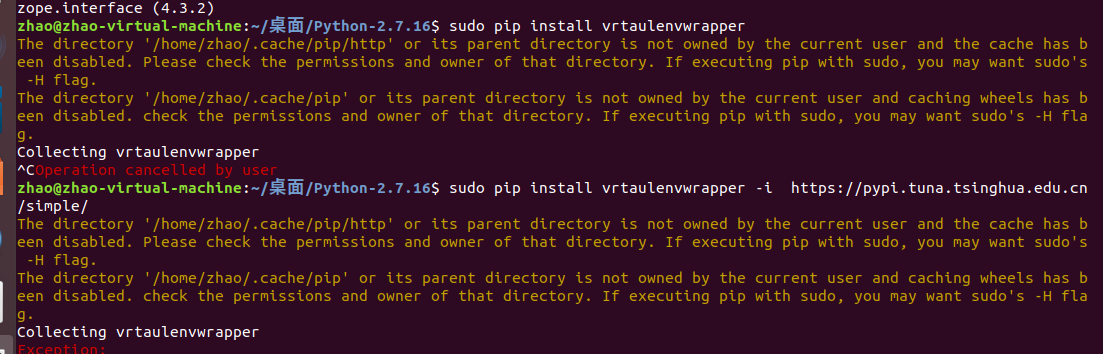 zope.interface (4.3.2)
zhao@zhao-virtual-machine:~/桌面/Python-2.7.16$ sudo pip install vrtaulenvwrapper
The directory '/home/zhao/.cache/pip/http' or its parent directory is not owned by the current user and the cache has b
een disabled. Please check the permissions and owner of that directory. If executing pip with sudo, you may want sudo's
 -H flag.
The directory '/home/zhao/.cache/pip' or its parent directory is not owned by the current user and caching wheels has b
een disabled. check the permissions and owner of that directory. If executing pip with sudo, you may want sudo's -H fla
g.
Collecting vrtaulenvwrapper
^COperation cancelled by user
zhao@zhao-virtual-machine:~/桌面/Python-2.7.16$ sudo pip install vrtaulenvwrapper -i  https://pypi.tuna.tsinghua.edu.cn
/simple/
The directory '/home/zhao/.cache/pip/http' or its parent directory is not owned by the current user and the cache has b
een disabled. Please check the permissions and owner of that directory. If executing pip with sudo, you may want sudo's
 -H flag.
The directory '/home/zhao/.cache/pip' or its parent directory is not owned by the current user and caching wheels has b
een disabled. check the permissions and owner of that directory. If executing pip with sudo, you may want sudo's -H fla
g.
Collecting vrtaulenvwrapper
Exception: